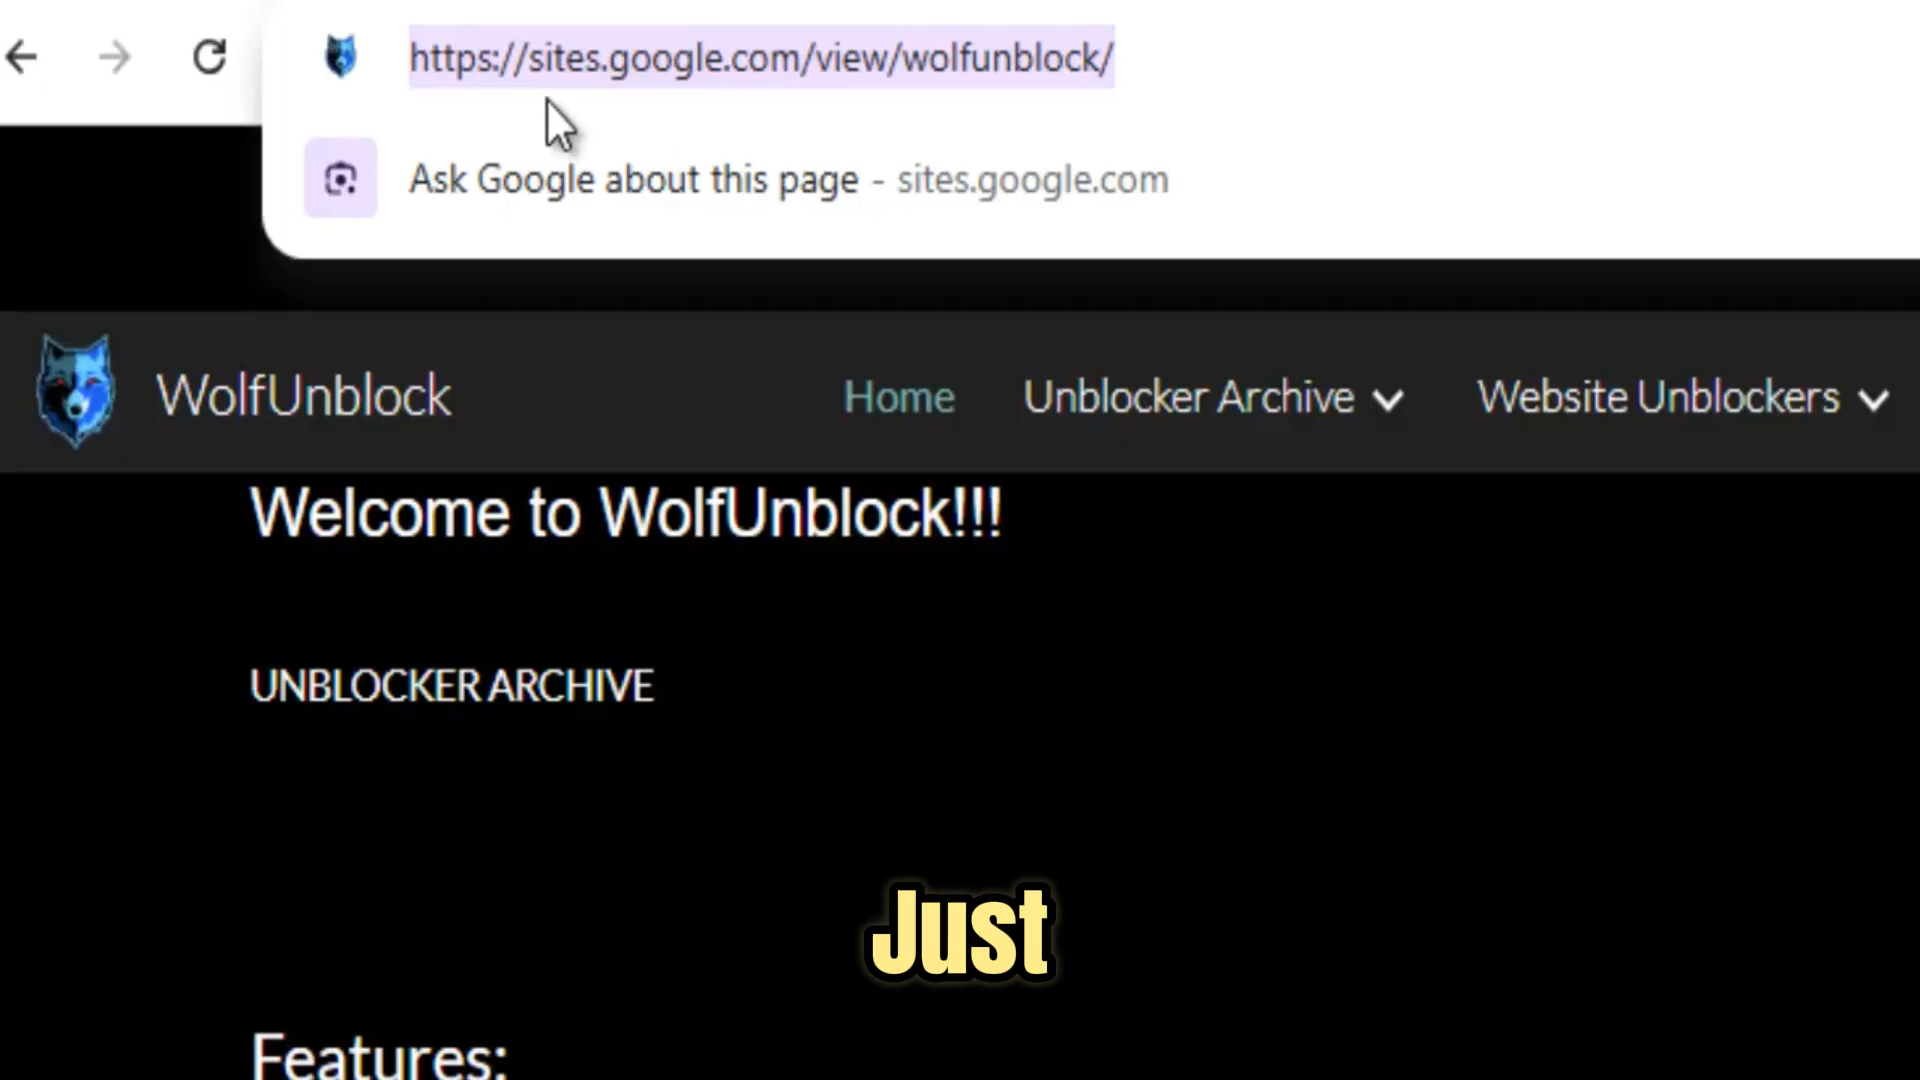 https://sites.google.com/view/wolfunblock/
Ask Google about this page - sites.google.com
WolfUnblock
Home
Unblocker Archive
Website Unblockers
Welcome to WolfUnblock!!!
UNBLOCKER ARCHIVE
Just
Features: